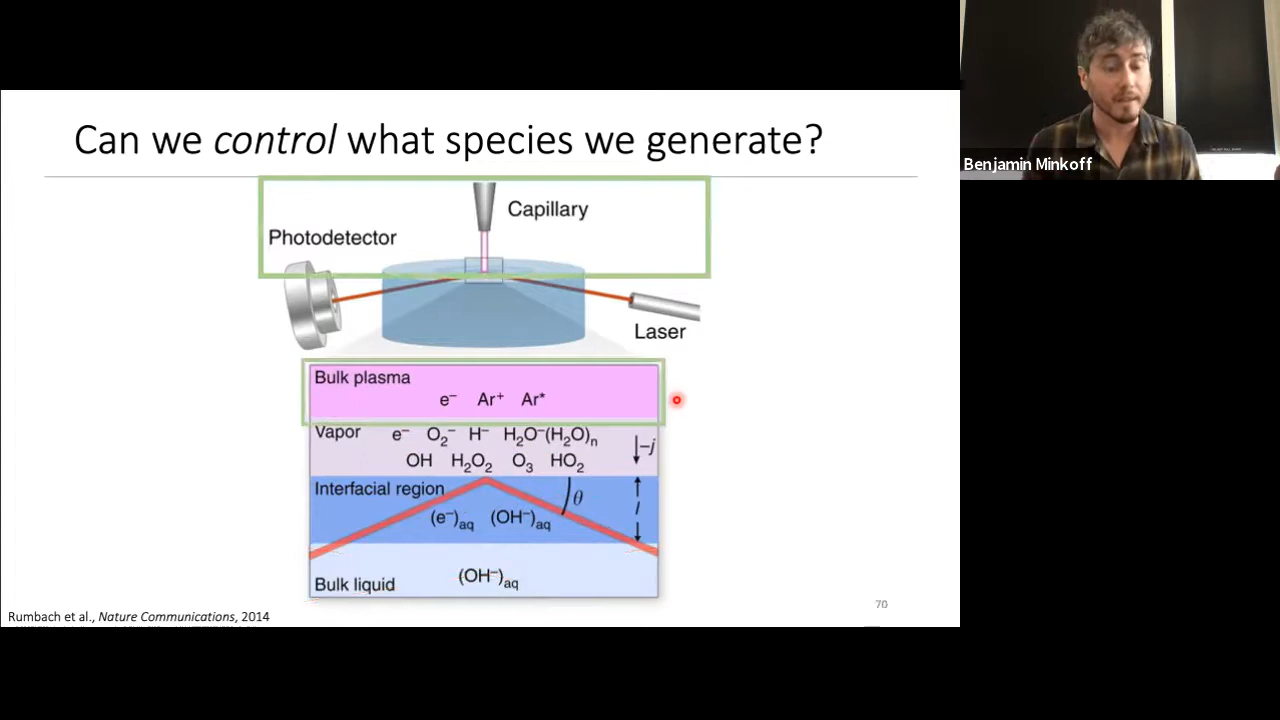 Can we control what species we generate?
Capillary
Photodetector
Laser
Bulk plasma
e⁻ Ar⁺ Ar*
Vapor e⁻ O₂⁻ H⁻ H₂O⁻(H₂O)ₙ
OH H₂O₂ O₃ HO₂
–j
Interfacial region
θ
l
(e⁻)aq (OH⁻)aq
Bulk liquid (OH⁻)aq
Rumbach et al., Nature Communications, 2014
70
Benjamin Minkoff